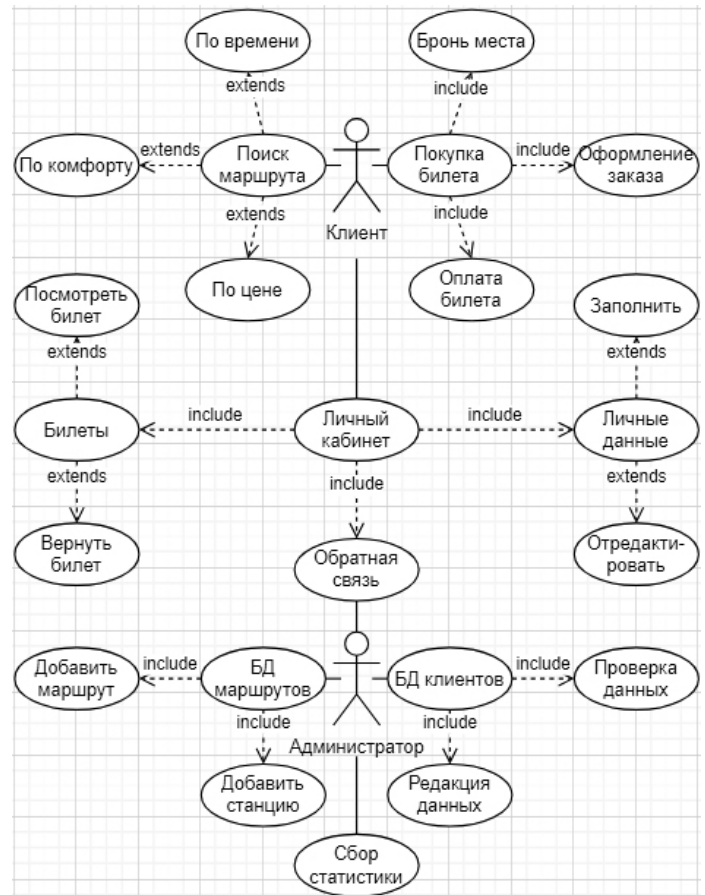 По времени
Бронь места
extends
include
По комфорту
extends
Поиск
маршрута
Покупка
билета
include
Оформление
заказа
extends
include
Клиент
По цене
Оплата
билета
Посмотреть
билет
Заполнить
extends
extends
Билеты
include
Личный
кабинет
include
Личные
данные
extends
include
extends
Вернуть
билет
Обратная
связь
Отредакти-
ровать
Добавить
маршрут
include
БД
маршрутов
БД клиентов
include
Проверка
данных
include
include
Администратор
Добавить
станцию
Редакция
данных
Сбор
статистики